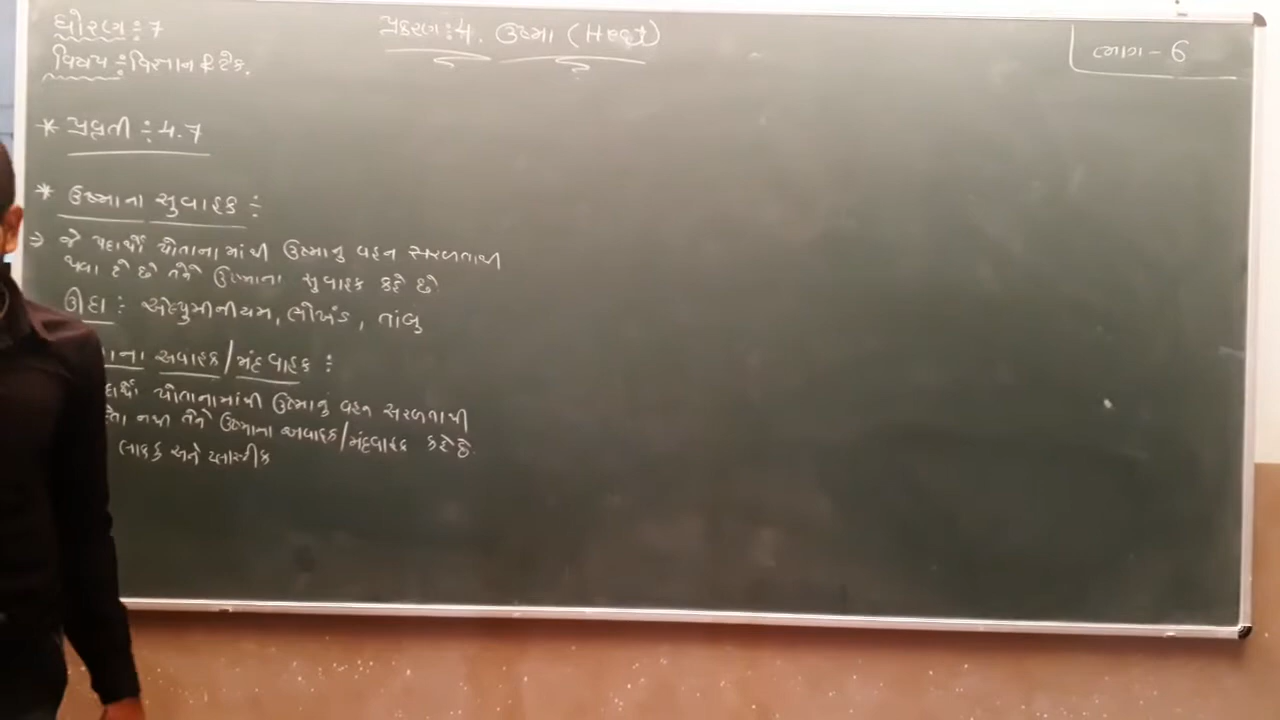 ધોરણ ઃ 7
પ્રકરણ ઃ 4. ઉષ્મા (Heat)
ભાગ - 6
વિષય ઃ વિજ્ઞાન & ટેક.
* પ્રવૃતી ઃ 4.7
* ઉષ્માના સુવાહક ઃ
⇒ જે પદાર્થો પોતાનામાંથી ઉષ્માનુ વહન સરળતાથી
થવા દે છે તેને ઉષ્માના સુવાહક કહે છે
ઊદા ઃ એલ્યુમીનીયમ, લોખંડ, તાંબુ
અવાહક/મંદવાહક ઃ
પોતાનામાંથી ઉષ્માનું વહન સરળતાથી
નથી તેને ઉષ્માના અવાહક/મંદવાહક કહે છે.
લાકડુ અને પ્લાસ્ટીક